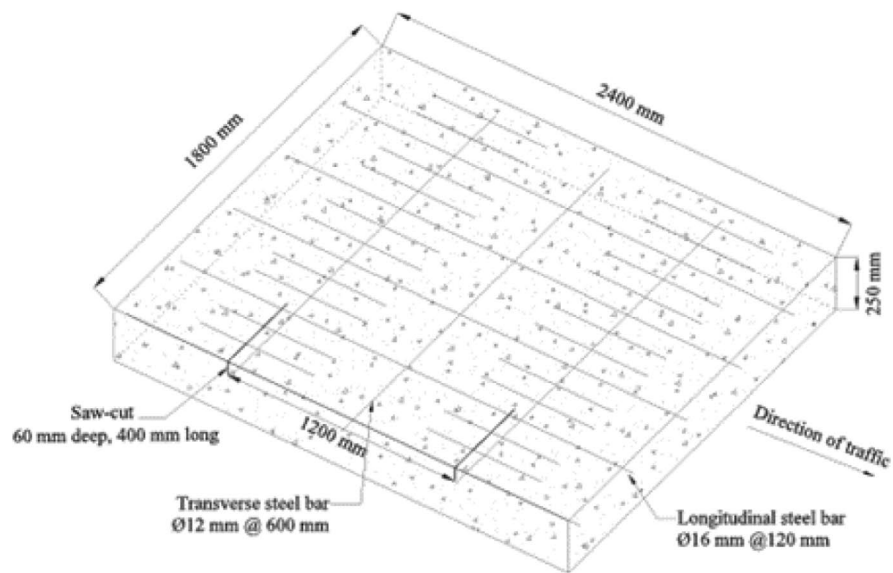 2400 mm
1800 mm
250 mm
Saw-cut
60 mm deep, 400 mm long
1200 mm
Direction of traffic
Transverse steel bar
Ø12 mm @ 600 mm
Longitudinal steel bar
Ø16 mm @120 mm